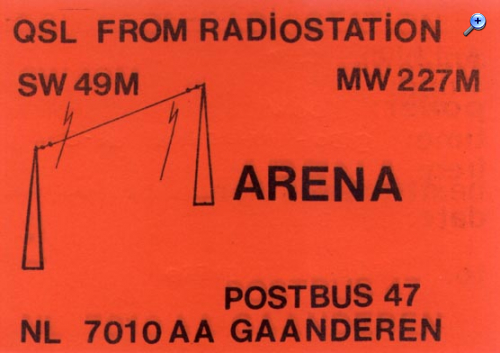 QSL FROM RADiOSTATiON
SW 49M MW 227M
ARENA
POSTBUS 47
NL 7010 AA GAANDEREN